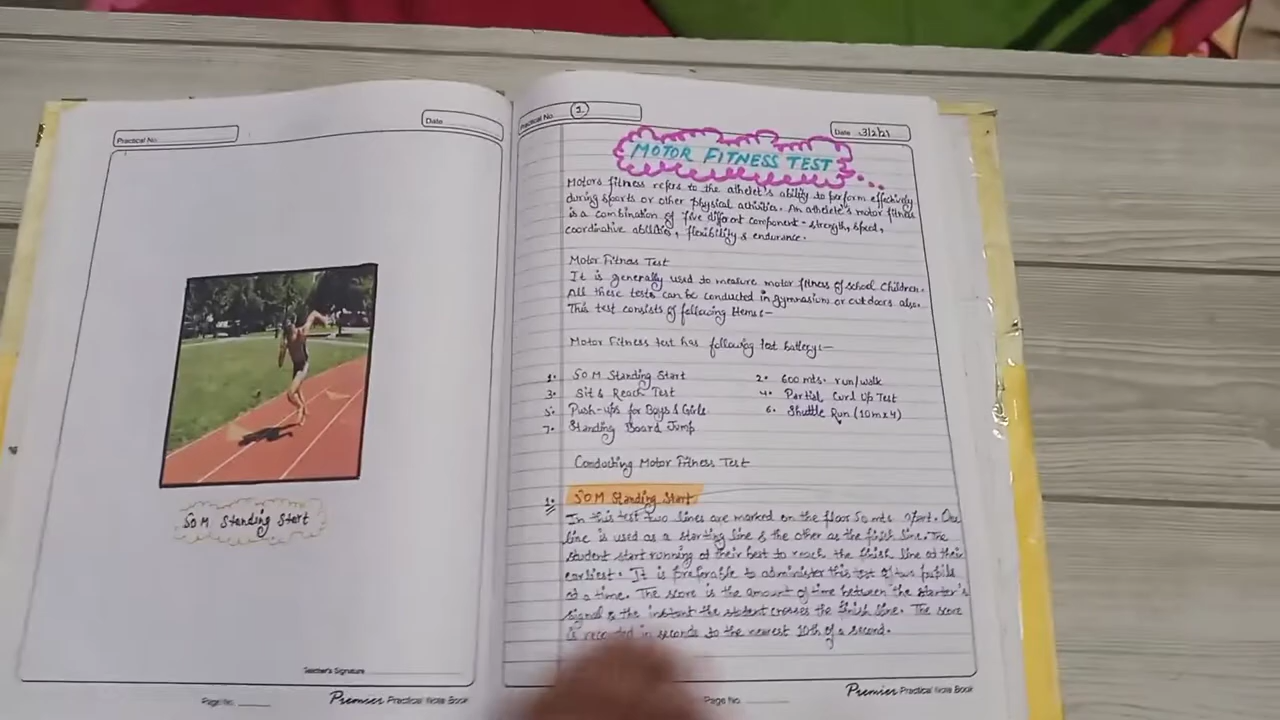 Practical No.
Date
50 M Standing Start
Teacher's Signature
Page No.
Premier Practical Note Book
Practical No. 1
Date 3/2/21
MOTOR FITNESS TEST
Motors fitness refers to the athelet's ability to perform effectively
during sports or other physical activities. An athelete's motor fitness
is a combination of five different component - strength, speed,
coordinative abilities, flexibility & endurance.
Motor Fitness Test
It is generally used to measure motor fitness of school children.
All these tests can be conducted in gymnasium or outdoors also.
This test consists of following items:-
Motor Fitness test has following test battery:-
1. 50 M Standing Start 2. 600 mts. run/walk
3. Sit & Reach Test 4. Partial Curl Up Test
5. Push-ups for Boys & Girls 6. Shuttle Run (10m x 4)
7. Standing Board Jump
Conducting Motor Fitness Test
1. 50 M Standing Start
In this test two lines are marked on the floor 50 mts apart. One
line is used as a starting line & the other as the finish line. The
student start running at their best to reach the finish line at their
earliest. It is preferable to administer this test of two pupils
at a time. The score is the amount of time between the starter's
signal & the instant the student crosses the finish line. The score
is recorded in seconds to the nearest 10th of a second.
Page No.
Premier Practical Note Book